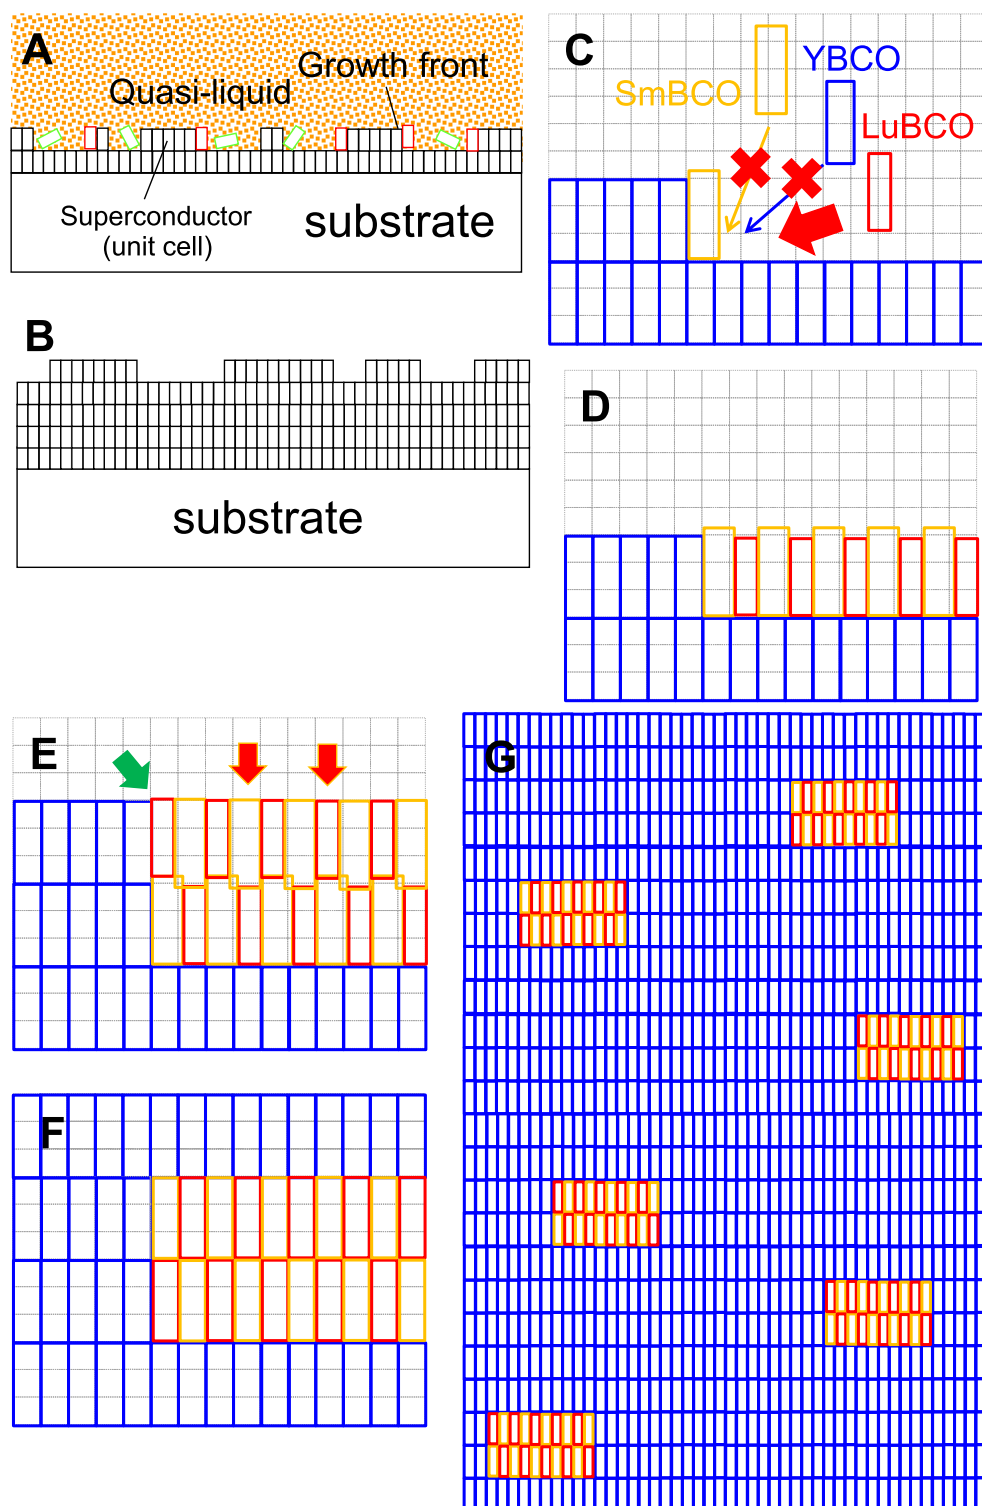 A
Growth front
Quasi-liquid
Superconductor
(unit cell)
substrate
B
substrate
C
YBCO
SmBCO
LuBCO
D
E
F
G